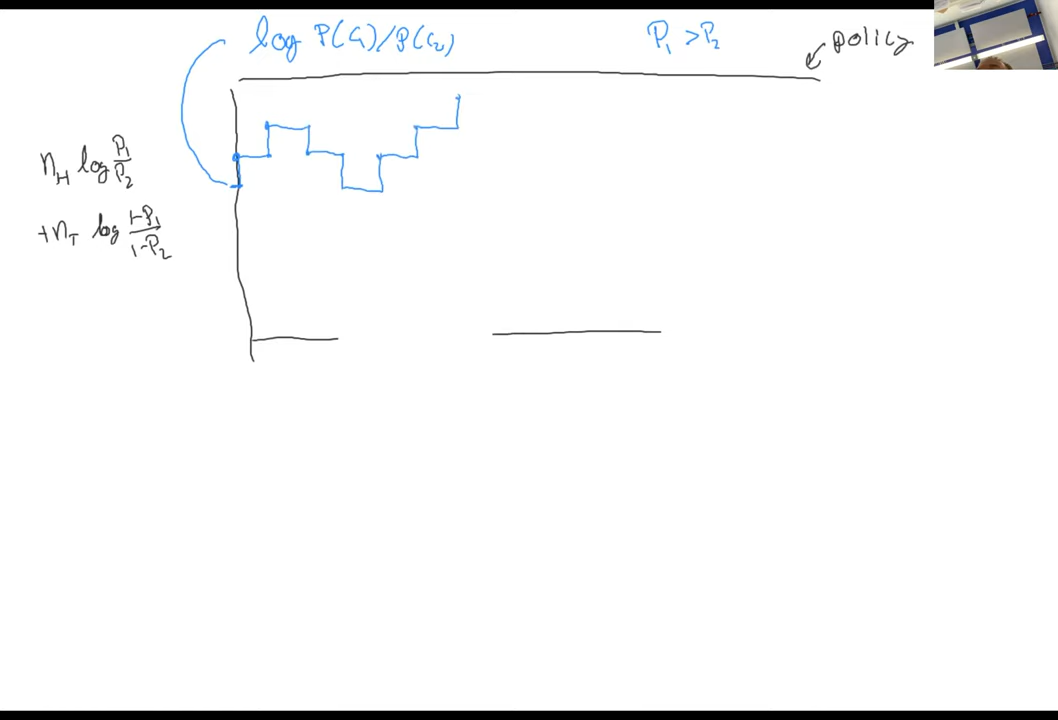 log P(C₁)/P(C₂)
P₁ > P₂
policy
n_H log P₁/P₂
+n_T log 1-P₁/1-P₂